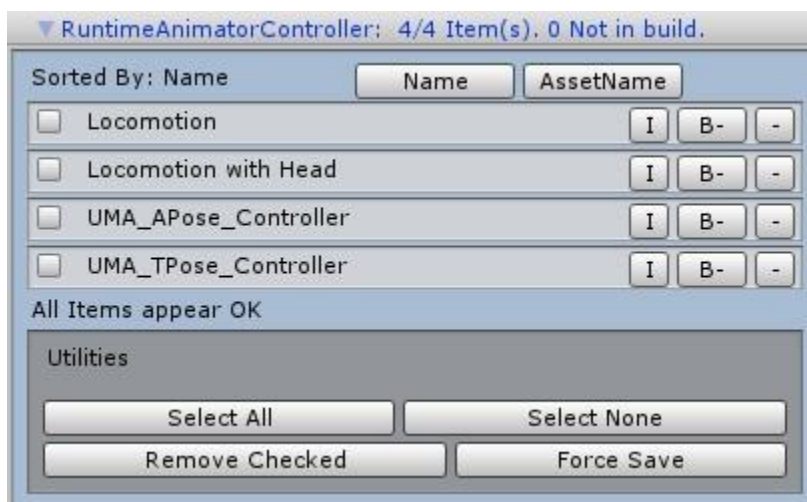 RuntimeAnimatorController: 4/4 Item(s). 0 Not in build.
Sorted By: Name Name AssetName
Locomotion I B- -
Locomotion with Head I B- -
UMA_APose_Controller I B- -
UMA_TPose_Controller I B- -
All Items appear OK
Utilities
Select All Select None
Remove Checked Force Save